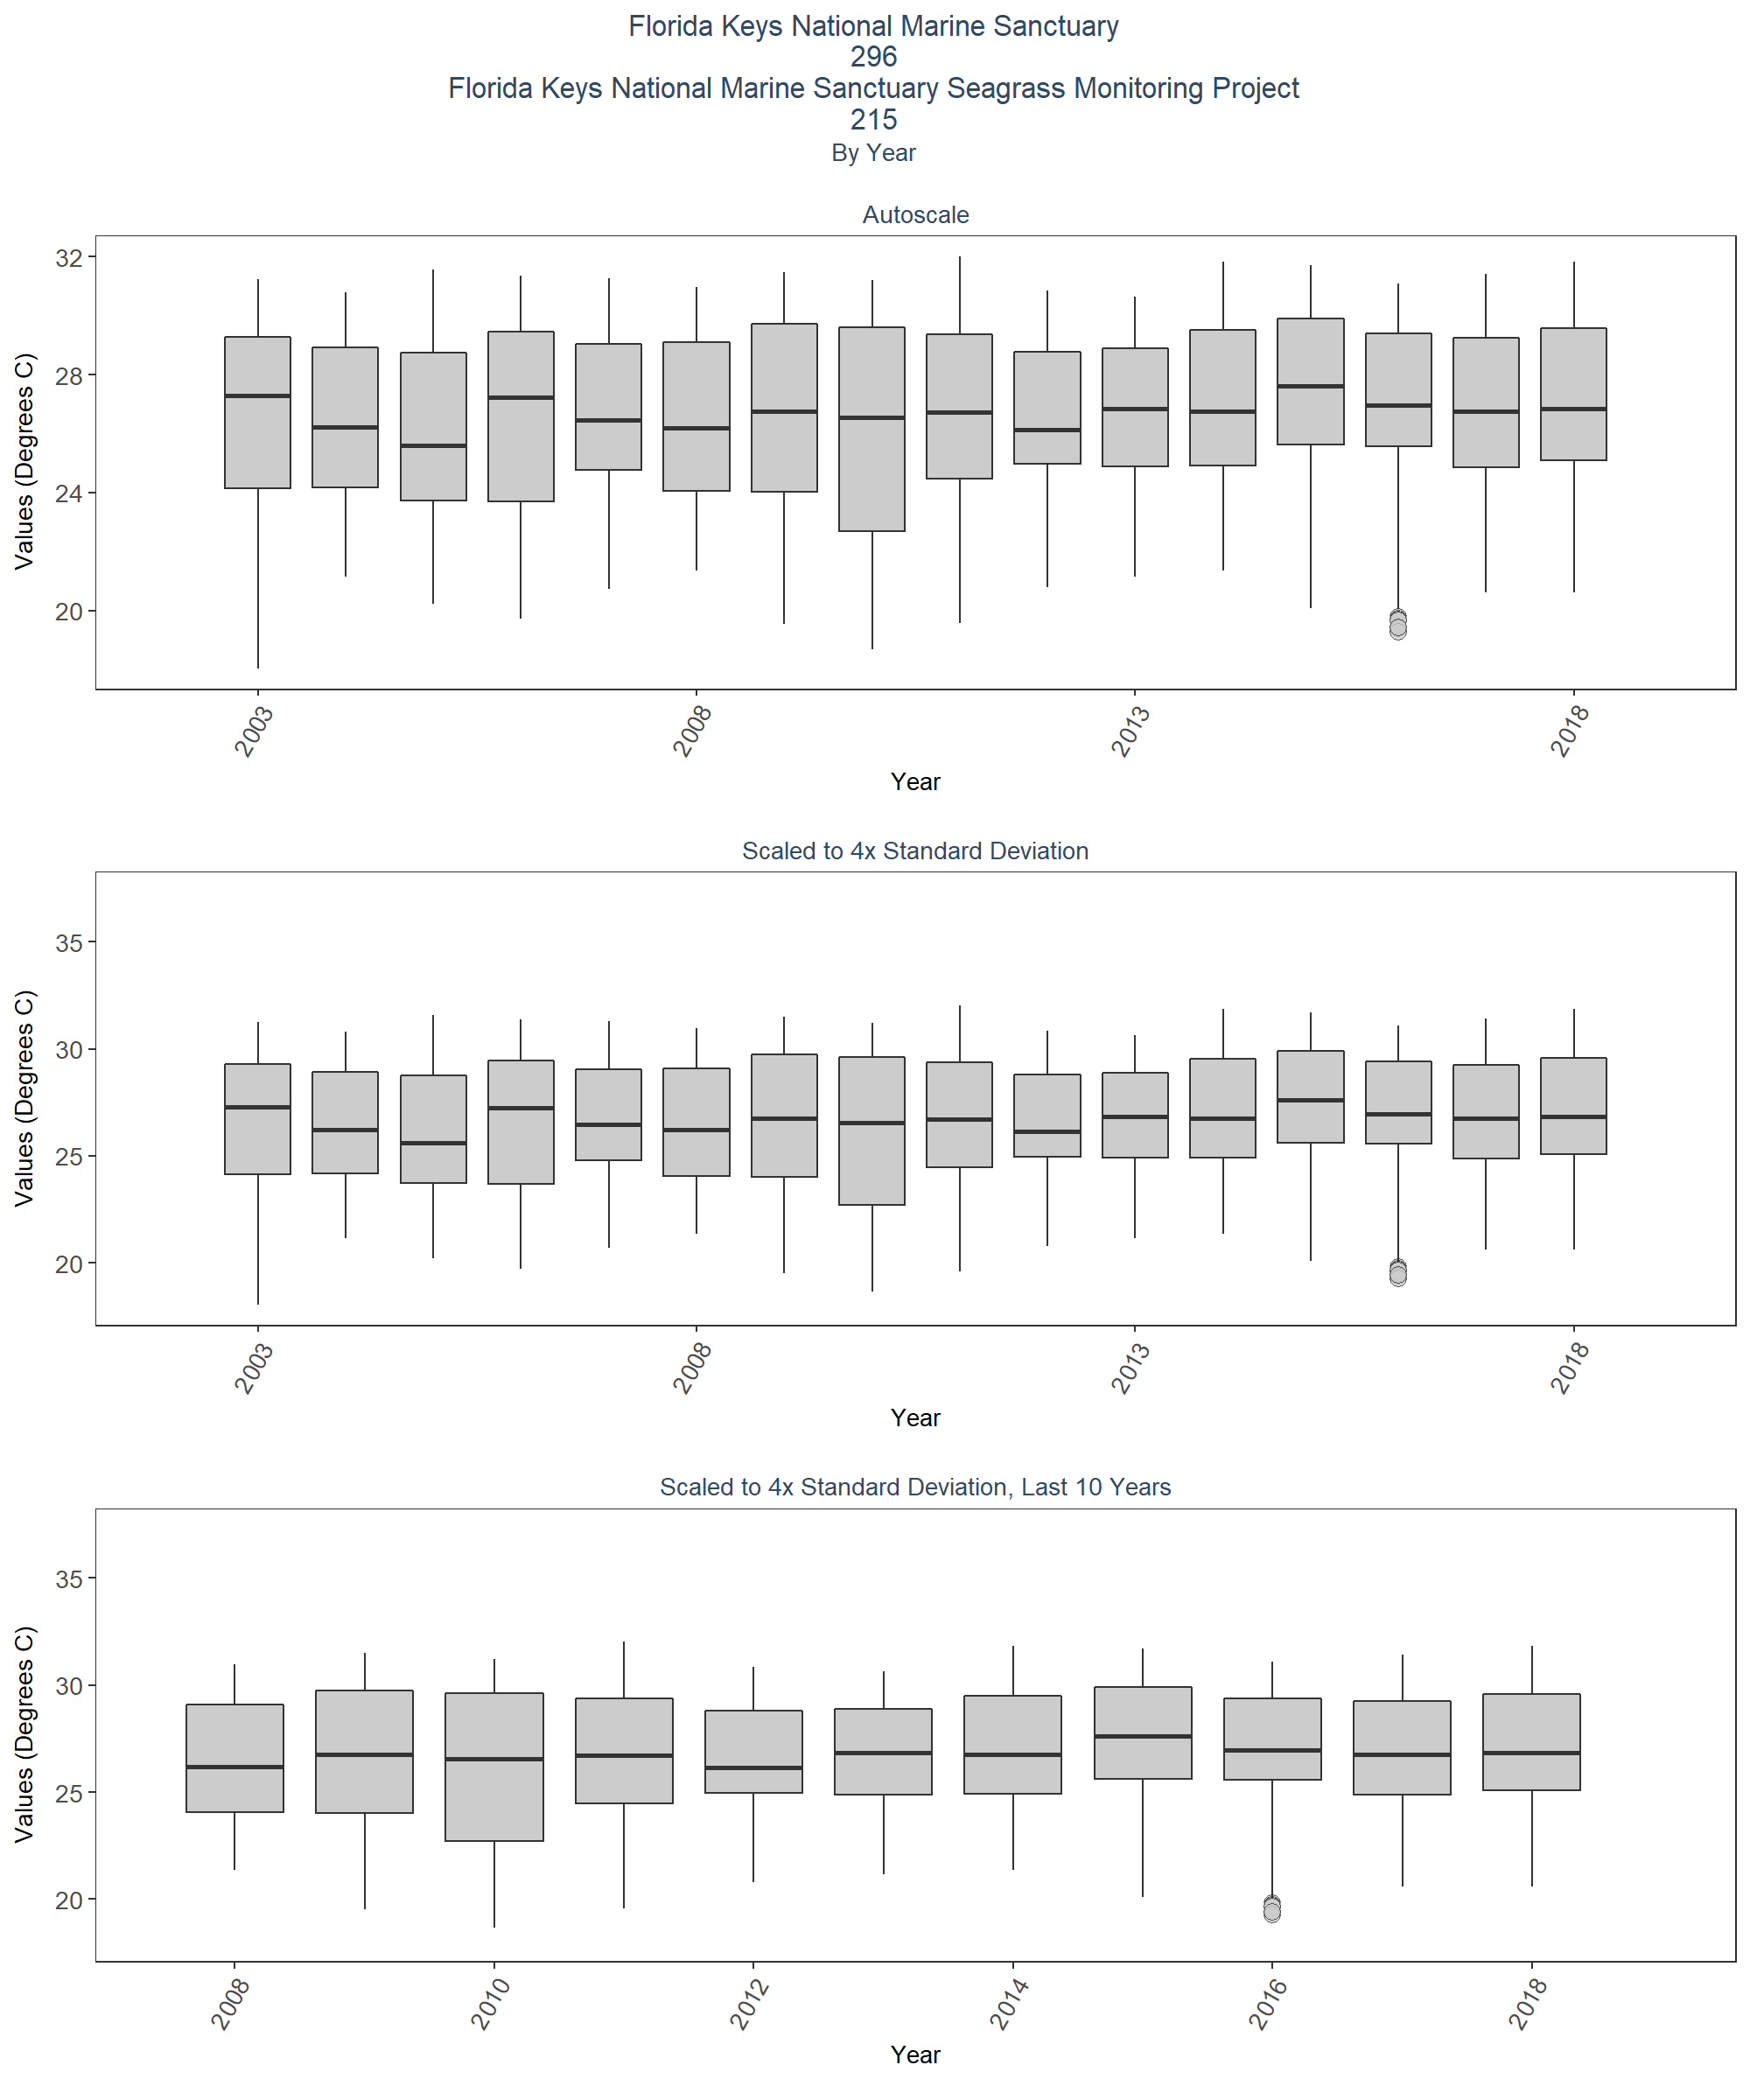 Florida Keys National Marine Sanctuary
296
Florida Keys National Marine Sanctuary Seagrass Monitoring Project
215
By Year
Autoscale
Values (Degrees C)
32
28
24
20
2003
2008
2013
2018
Year
Scaled to 4x Standard Deviation
Values (Degrees C)
35
30
25
20
2003
2008
2013
2018
Year
Scaled to 4x Standard Deviation, Last 10 Years
Values (Degrees C)
35
30
25
20
2008
2010
2012
2014
2016
2018
Year